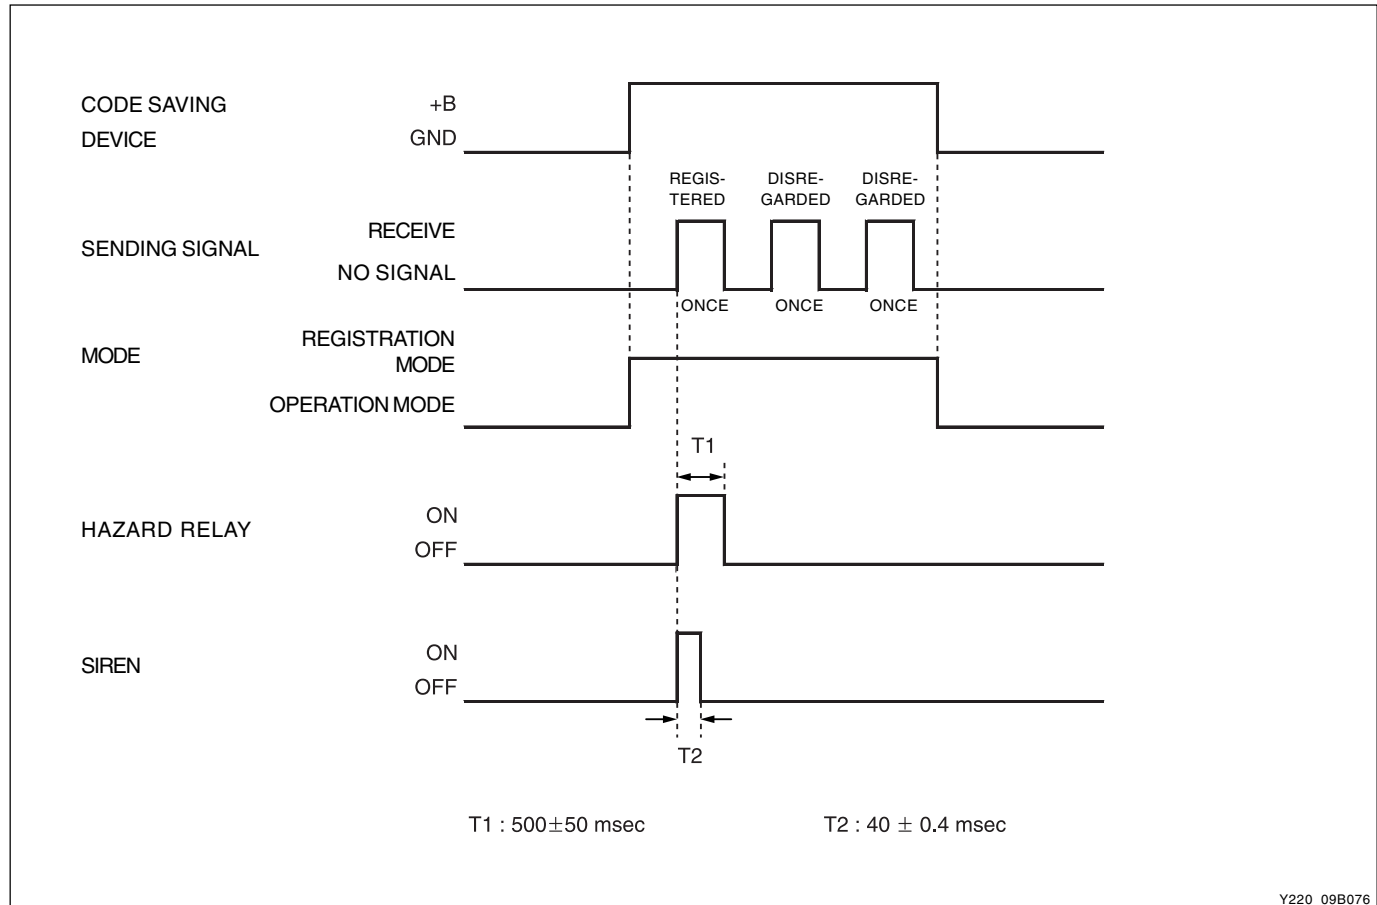 CODE SAVING
DEVICE
+B
GND
REGIS-
TERED
DISRE-
GARDED
DISRE-
GARDED
SENDING SIGNAL
RECEIVE
NO SIGNAL
ONCE
ONCE
ONCE
MODE
REGISTRATION
MODE
OPERATION MODE
T1
HAZARD RELAY
ON
OFF
SIREN
ON
OFF
T2
T1 : 500±50 msec
T2 : 40 ± 0.4 msec
Y220_09B076